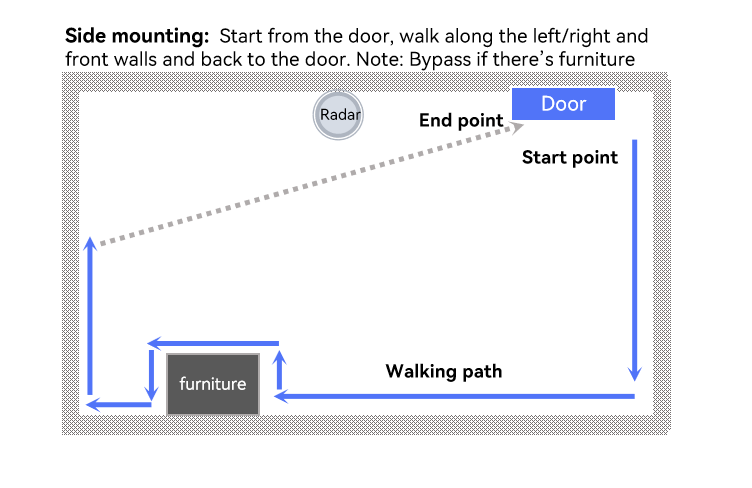 Side mounting: Start from the door, walk along the left/right and
front walls and back to the door. Note: Bypass if there’s furniture
Door
Radar
End point
Start point
Walking path
furniture